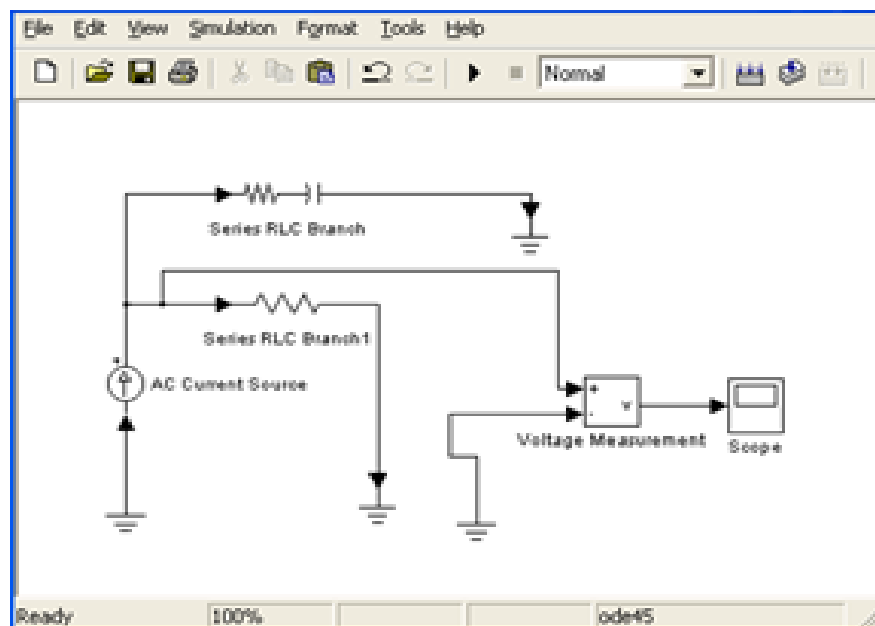 File Edit View Simulation Format Tools Help
Normal
Series RLC Branch
Series RLC Branch1
AC Current Source
+
v
-
Voltage Measurement
Scope
Ready 100% ode45